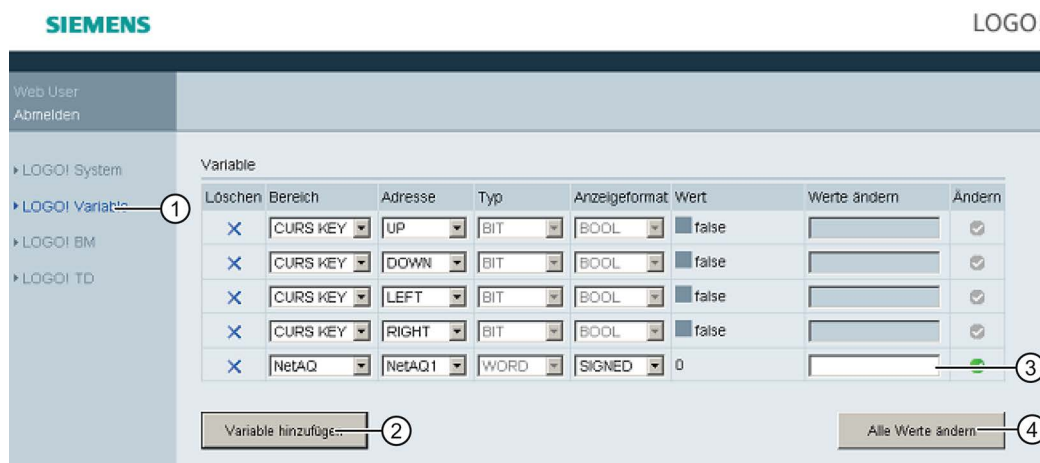 SIEMENS
LOGO!
Web User
Abmelden
LOGO! System
LOGO! Variable
LOGO! BM
LOGO! TD
1
Variable
Löschen Bereich Adresse Typ Anzeigeformat Wert Werte ändern Ändern
CURS KEY UP BIT BOOL false
CURS KEY DOWN BIT BOOL false
CURS KEY LEFT BIT BOOL false
CURS KEY RIGHT BIT BOOL false
NetAQ NetAQ1 WORD SIGNED 0
3
Variable hinzufügen 2
Alle Werte ändern 4